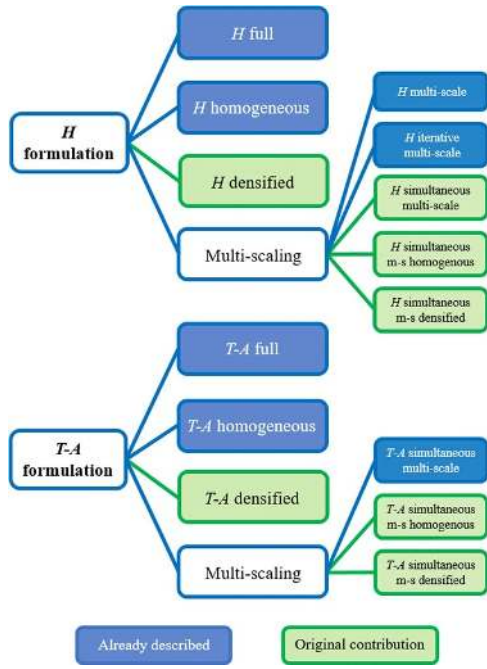 H full
H homogeneous
H
formulation
H densified
Multi-scaling
H multi-scale
H iterative
multi-scale
H simultaneous
multi-scale
H simultaneous
m-s homogenous
H simultaneous
m-s densified
T-A full
T-A homogeneous
T-A
formulation
T-A densified
Multi-scaling
T-A simultaneous
multi-scale
T-A simultaneous
m-s homogenous
T-A simultaneous
m-s densified
Already described
Original contribution